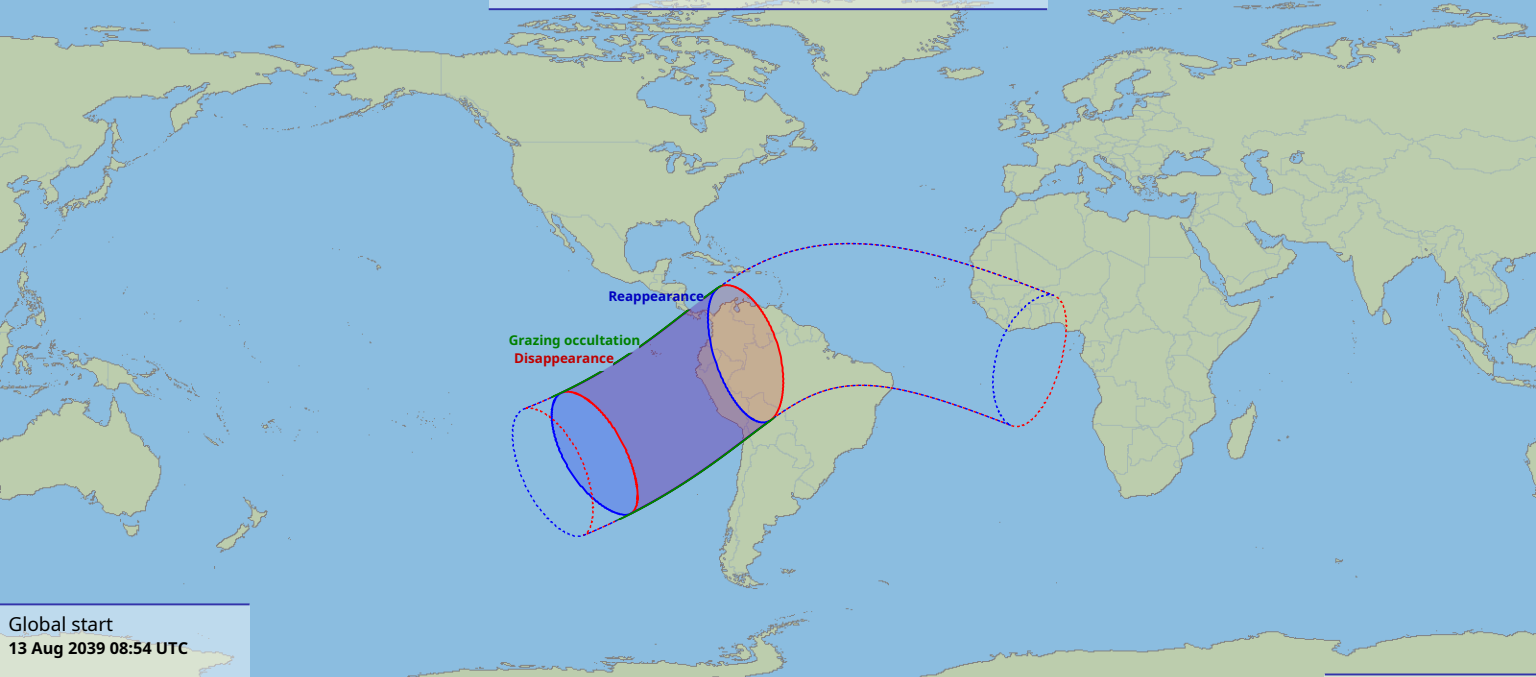 Reappearance
Grazing occultation
Disappearance
Global start
13 Aug 2039 08:54 UTC